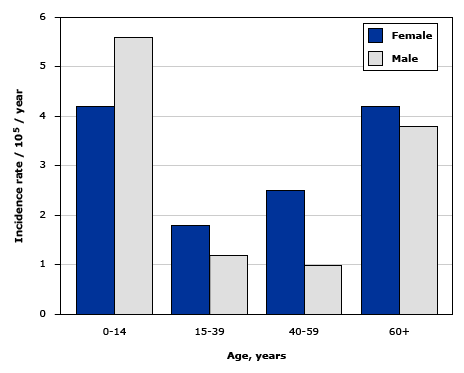 6
5
4
3
2
1
0
Incidence rate / 10⁵ / year
Female
Male
0-14
15-39
40-59
60+
Age, years